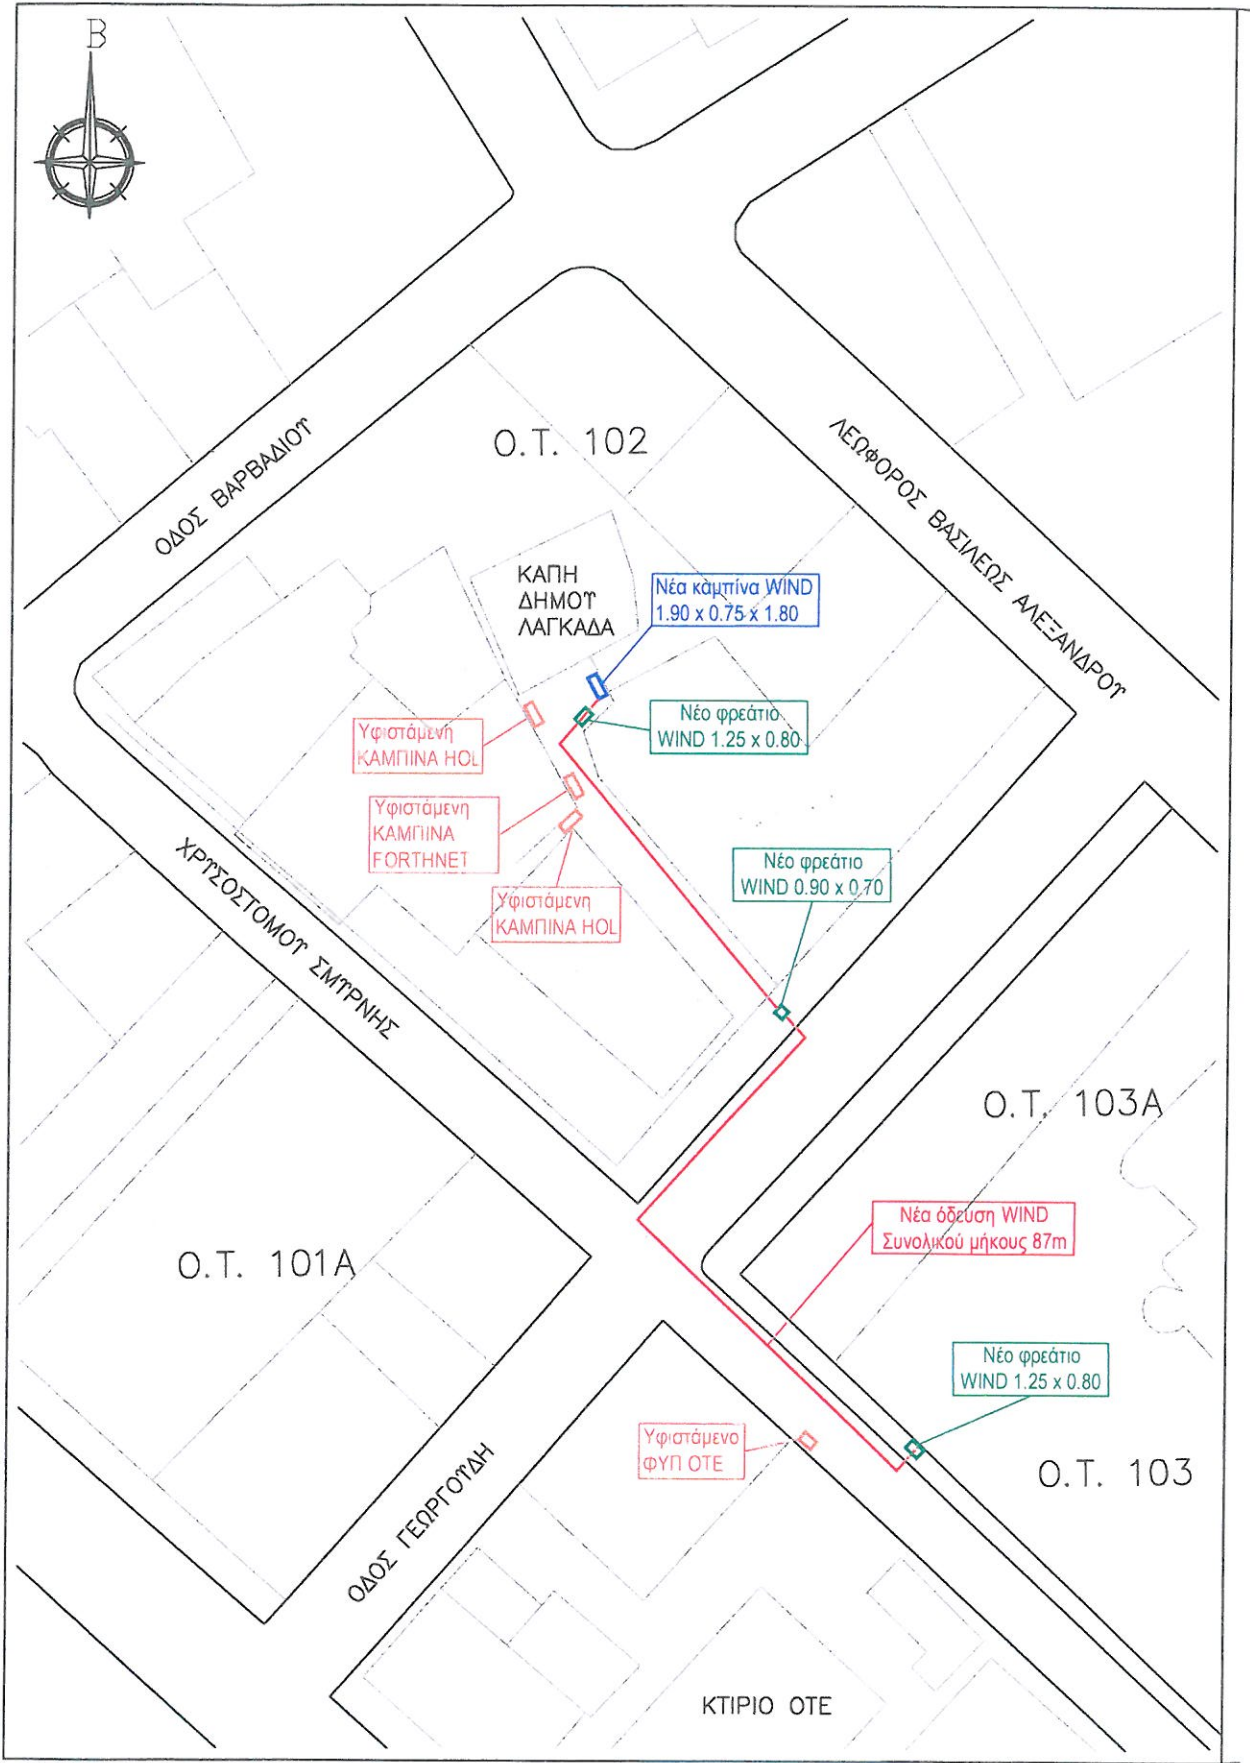 Β
Ο.Τ. 102
ΟΔΟΣ ΒΑΡΒΑΔΙΟΥ
ΛΕΩΦΟΡΟΣ ΒΑΣΙΛΕΩΣ ΑΛΕΞΑΝΔΡΟΥ
ΚΑΠΗ
ΔΗΜΟΥ
ΛΑΓΚΑΔΑ
Νέα κάμπίνα WIND
1.90 x 0.75 x 1.80
Νέο φρεάτιο
WIND 1.25 x 0.80
Υφιστάμενη
ΚΑΜΠΙΝΑ HOL
Υφιστάμενη
ΚΑΜΠΙΝΑ
FORTHNET
Υφιστάμενη
ΚΑΜΠΙΝΑ HOL
Νέο φρεάτιο
WIND 0.90 x 0.70
ΧΡΥΣΟΣΤΟΜΟΥ ΣΜΥΡΝΗΣ
Ο.Τ. 103Α
Νέα όδευση WIND
Συνολικού μήκους 87m
Ο.Τ. 101Α
Νέο φρεάτιο
WIND 1.25 x 0.80
Υφιστάμενο
ΦΥΠ ΟΤΕ
Ο.Τ. 103
ΟΔΟΣ ΓΕΩΡΓΟΥΔΗ
ΚΤΙΡΙΟ ΟΤΕ